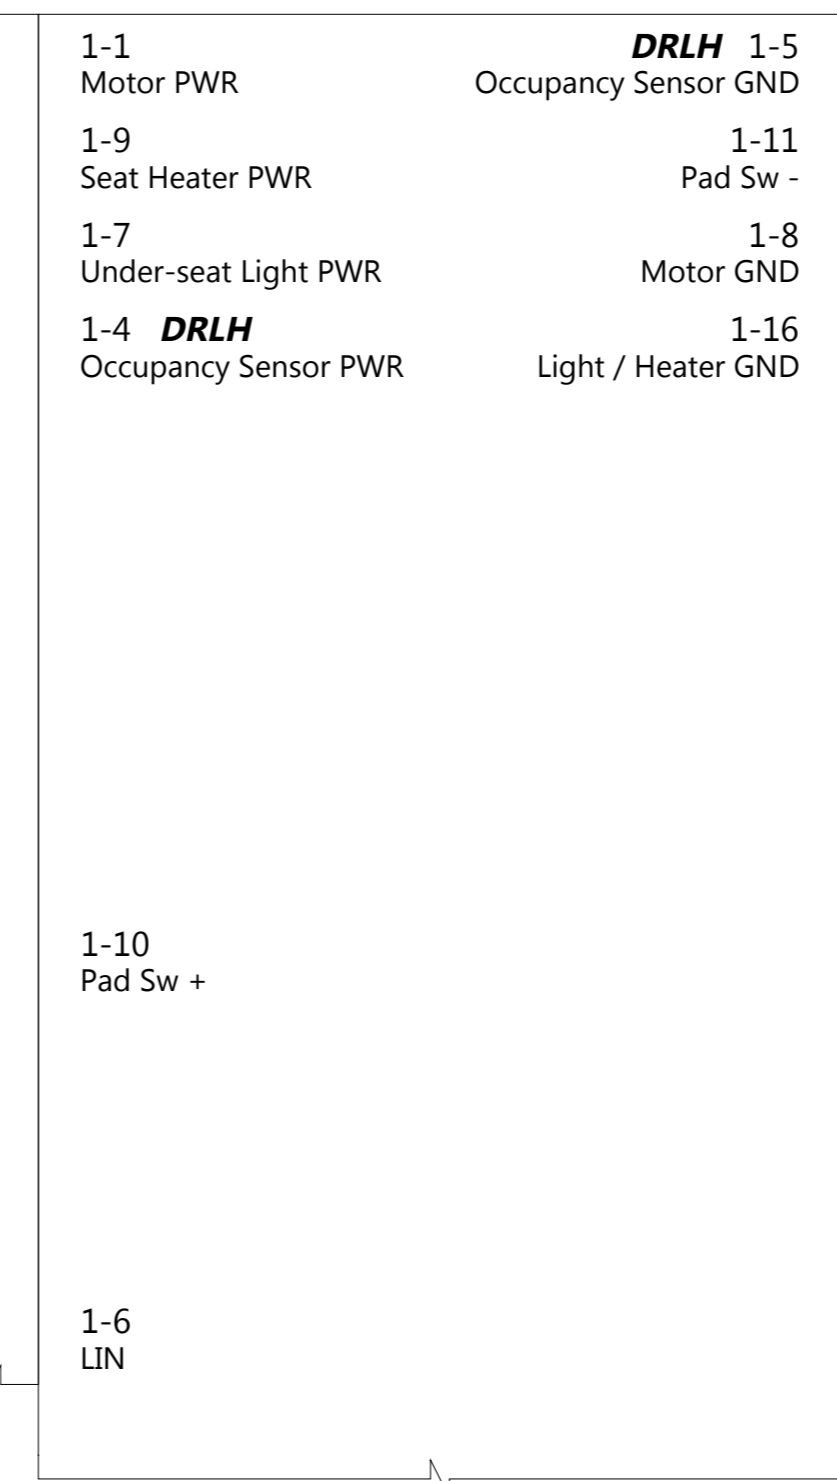 1-1
Motor PWR
DRLH 1-5
Occupancy Sensor GND
1-9
Seat Heater PWR
1-11
Pad Sw -
1-7
Under-seat Light PWR
1-8
Motor GND
1-4 DRLH
Occupancy Sensor PWR
1-16
Light / Heater GND
1-10
Pad Sw +
1-6
LIN